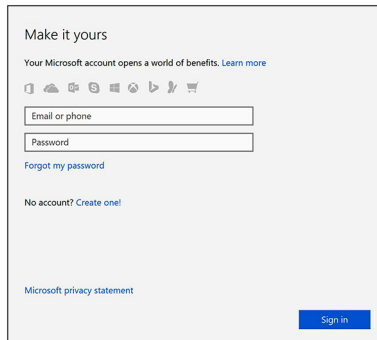 Make it yours
Your Microsoft account opens a world of benefits. Learn more
Email or phone
Password
Forgot my password
No account? Create one!
Microsoft privacy statement
Sign in